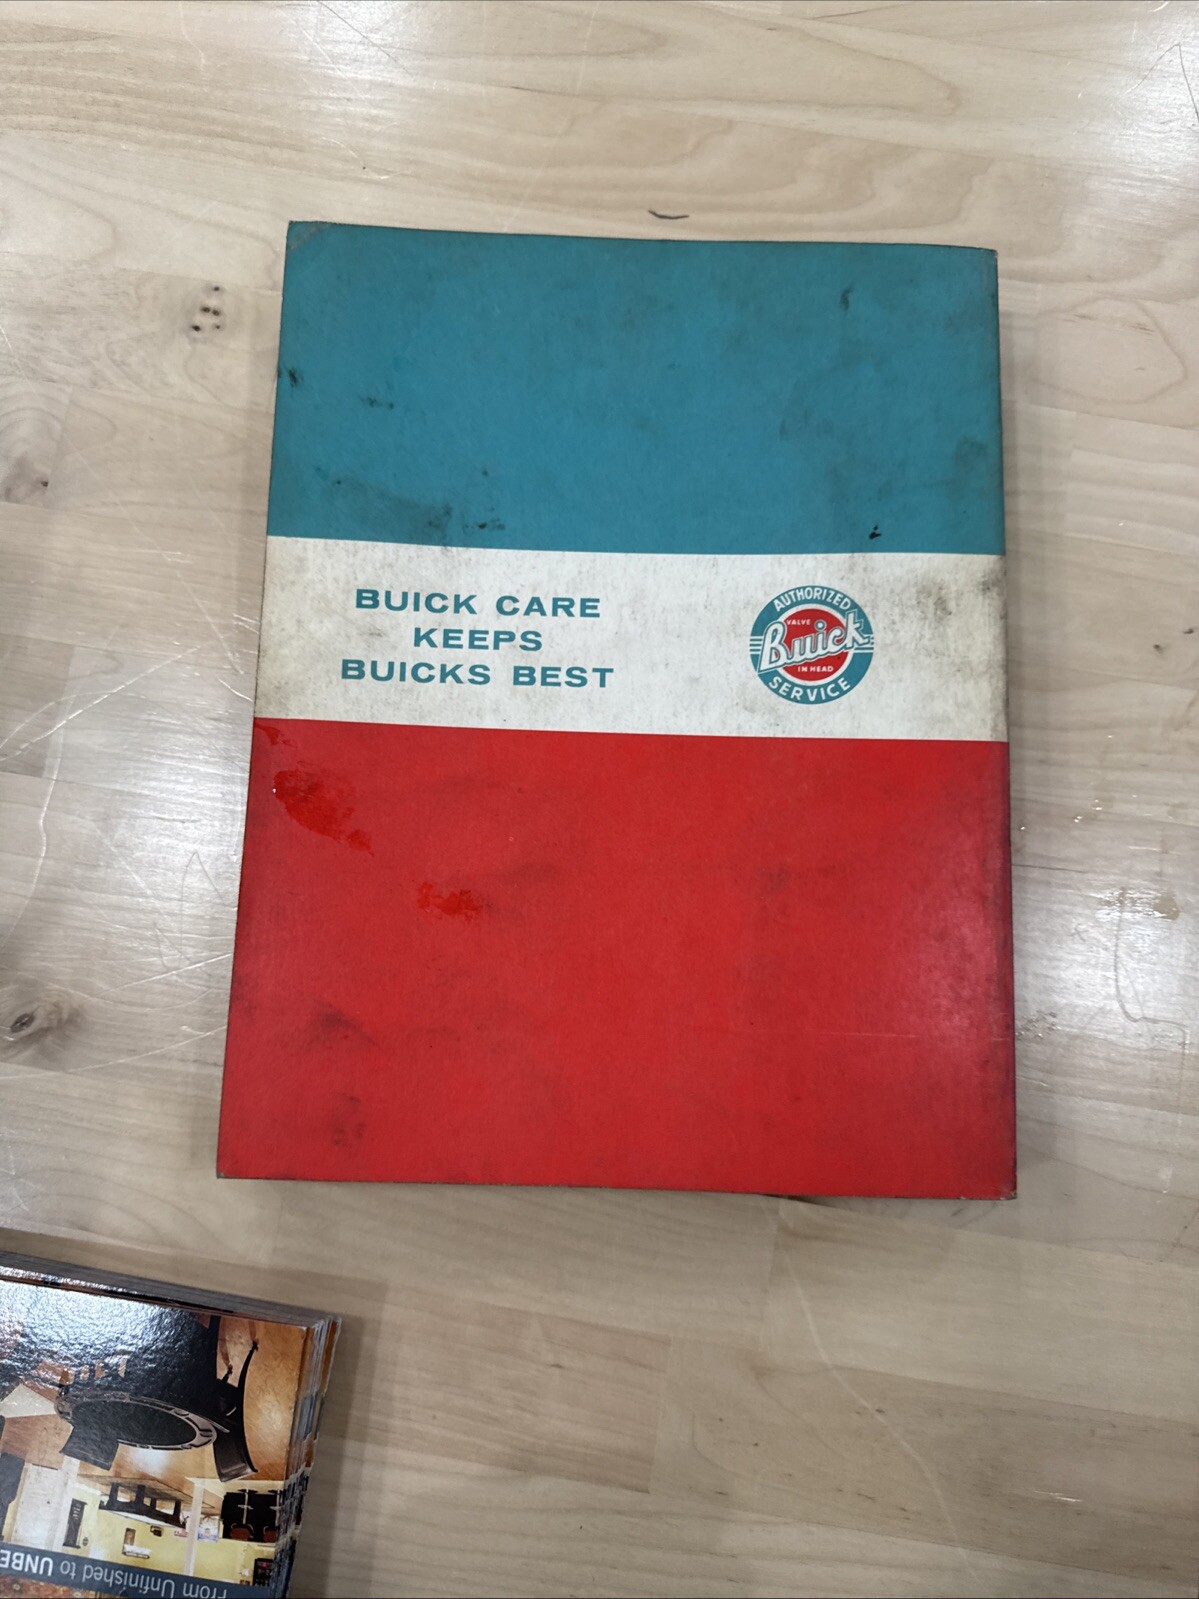 BUICK CARE
KEEPS
BUICKS BEST
AUTHORIZED
VALVE
Buick
IN HEAD
SERVICE
From Unfinished to UNBE